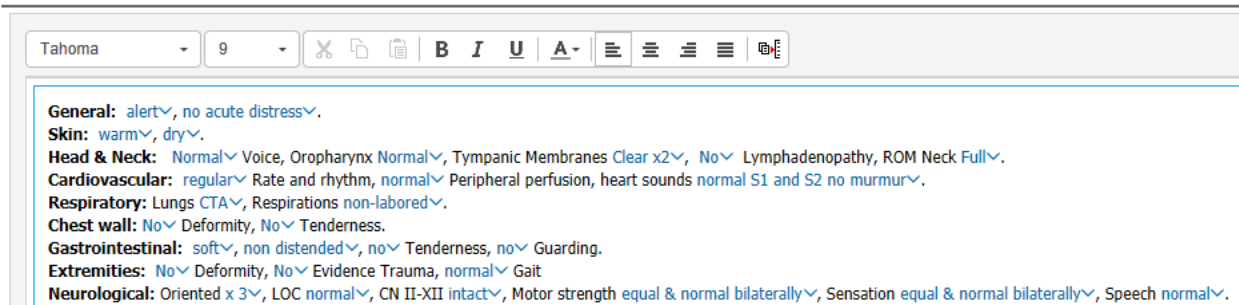 Tahoma 9 B I U A
General: alert, no acute distress.
Skin: warm, dry.
Head & Neck: Normal Voice, Oropharynx Normal, Tympanic Membranes Clear x2, No Lymphadenopathy, ROM Neck Full.
Cardiovascular: regular Rate and rhythm, normal Peripheral perfusion, heart sounds normal S1 and S2 no murmur.
Respiratory: Lungs CTA, Respirations non-labored.
Chest wall: No Deformity, No Tenderness.
Gastrointestinal: soft, non distended, no Tenderness, no Guarding.
Extremities: No Deformity, No Evidence Trauma, normal Gait
Neurological: Oriented x 3, LOC normal, CN II-XII intact, Motor strength equal & normal bilaterally, Sensation equal & normal bilaterally, Speech normal.